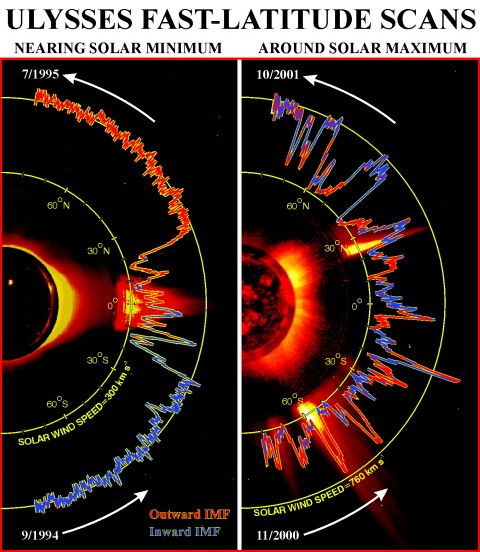 ULYSSES FAST-LATITUDE SCANS
NEARING SOLAR MINIMUM
AROUND SOLAR MAXIMUM
7/1995
60°N
30°N
0°
30°S
60°S
SOLAR WIND SPEED=300 km s-1
Outward IMF
Inward IMF
9/1994
10/2001
60°N
30°N
0°
30°S
60°S
SOLAR WIND SPEED=760 km s-1
11/2000